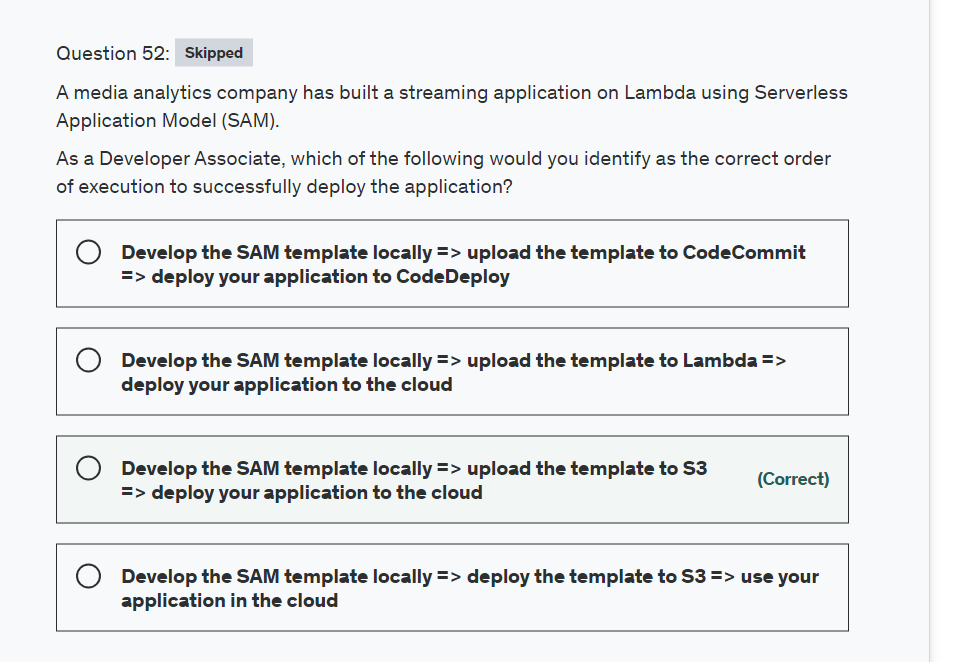 Question 52: Skipped
A media analytics company has built a streaming application on Lambda using Serverless
Application Model (SAM).
As a Developer Associate, which of the following would you identify as the correct order
of execution to successfully deploy the application?
Develop the SAM template locally => upload the template to CodeCommit
=> deploy your application to CodeDeploy
Develop the SAM template locally => upload the template to Lambda =>
deploy your application to the cloud
Develop the SAM template locally => upload the template to S3
=> deploy your application to the cloud
(Correct)
Develop the SAM template locally => deploy the template to S3 => use your
application in the cloud